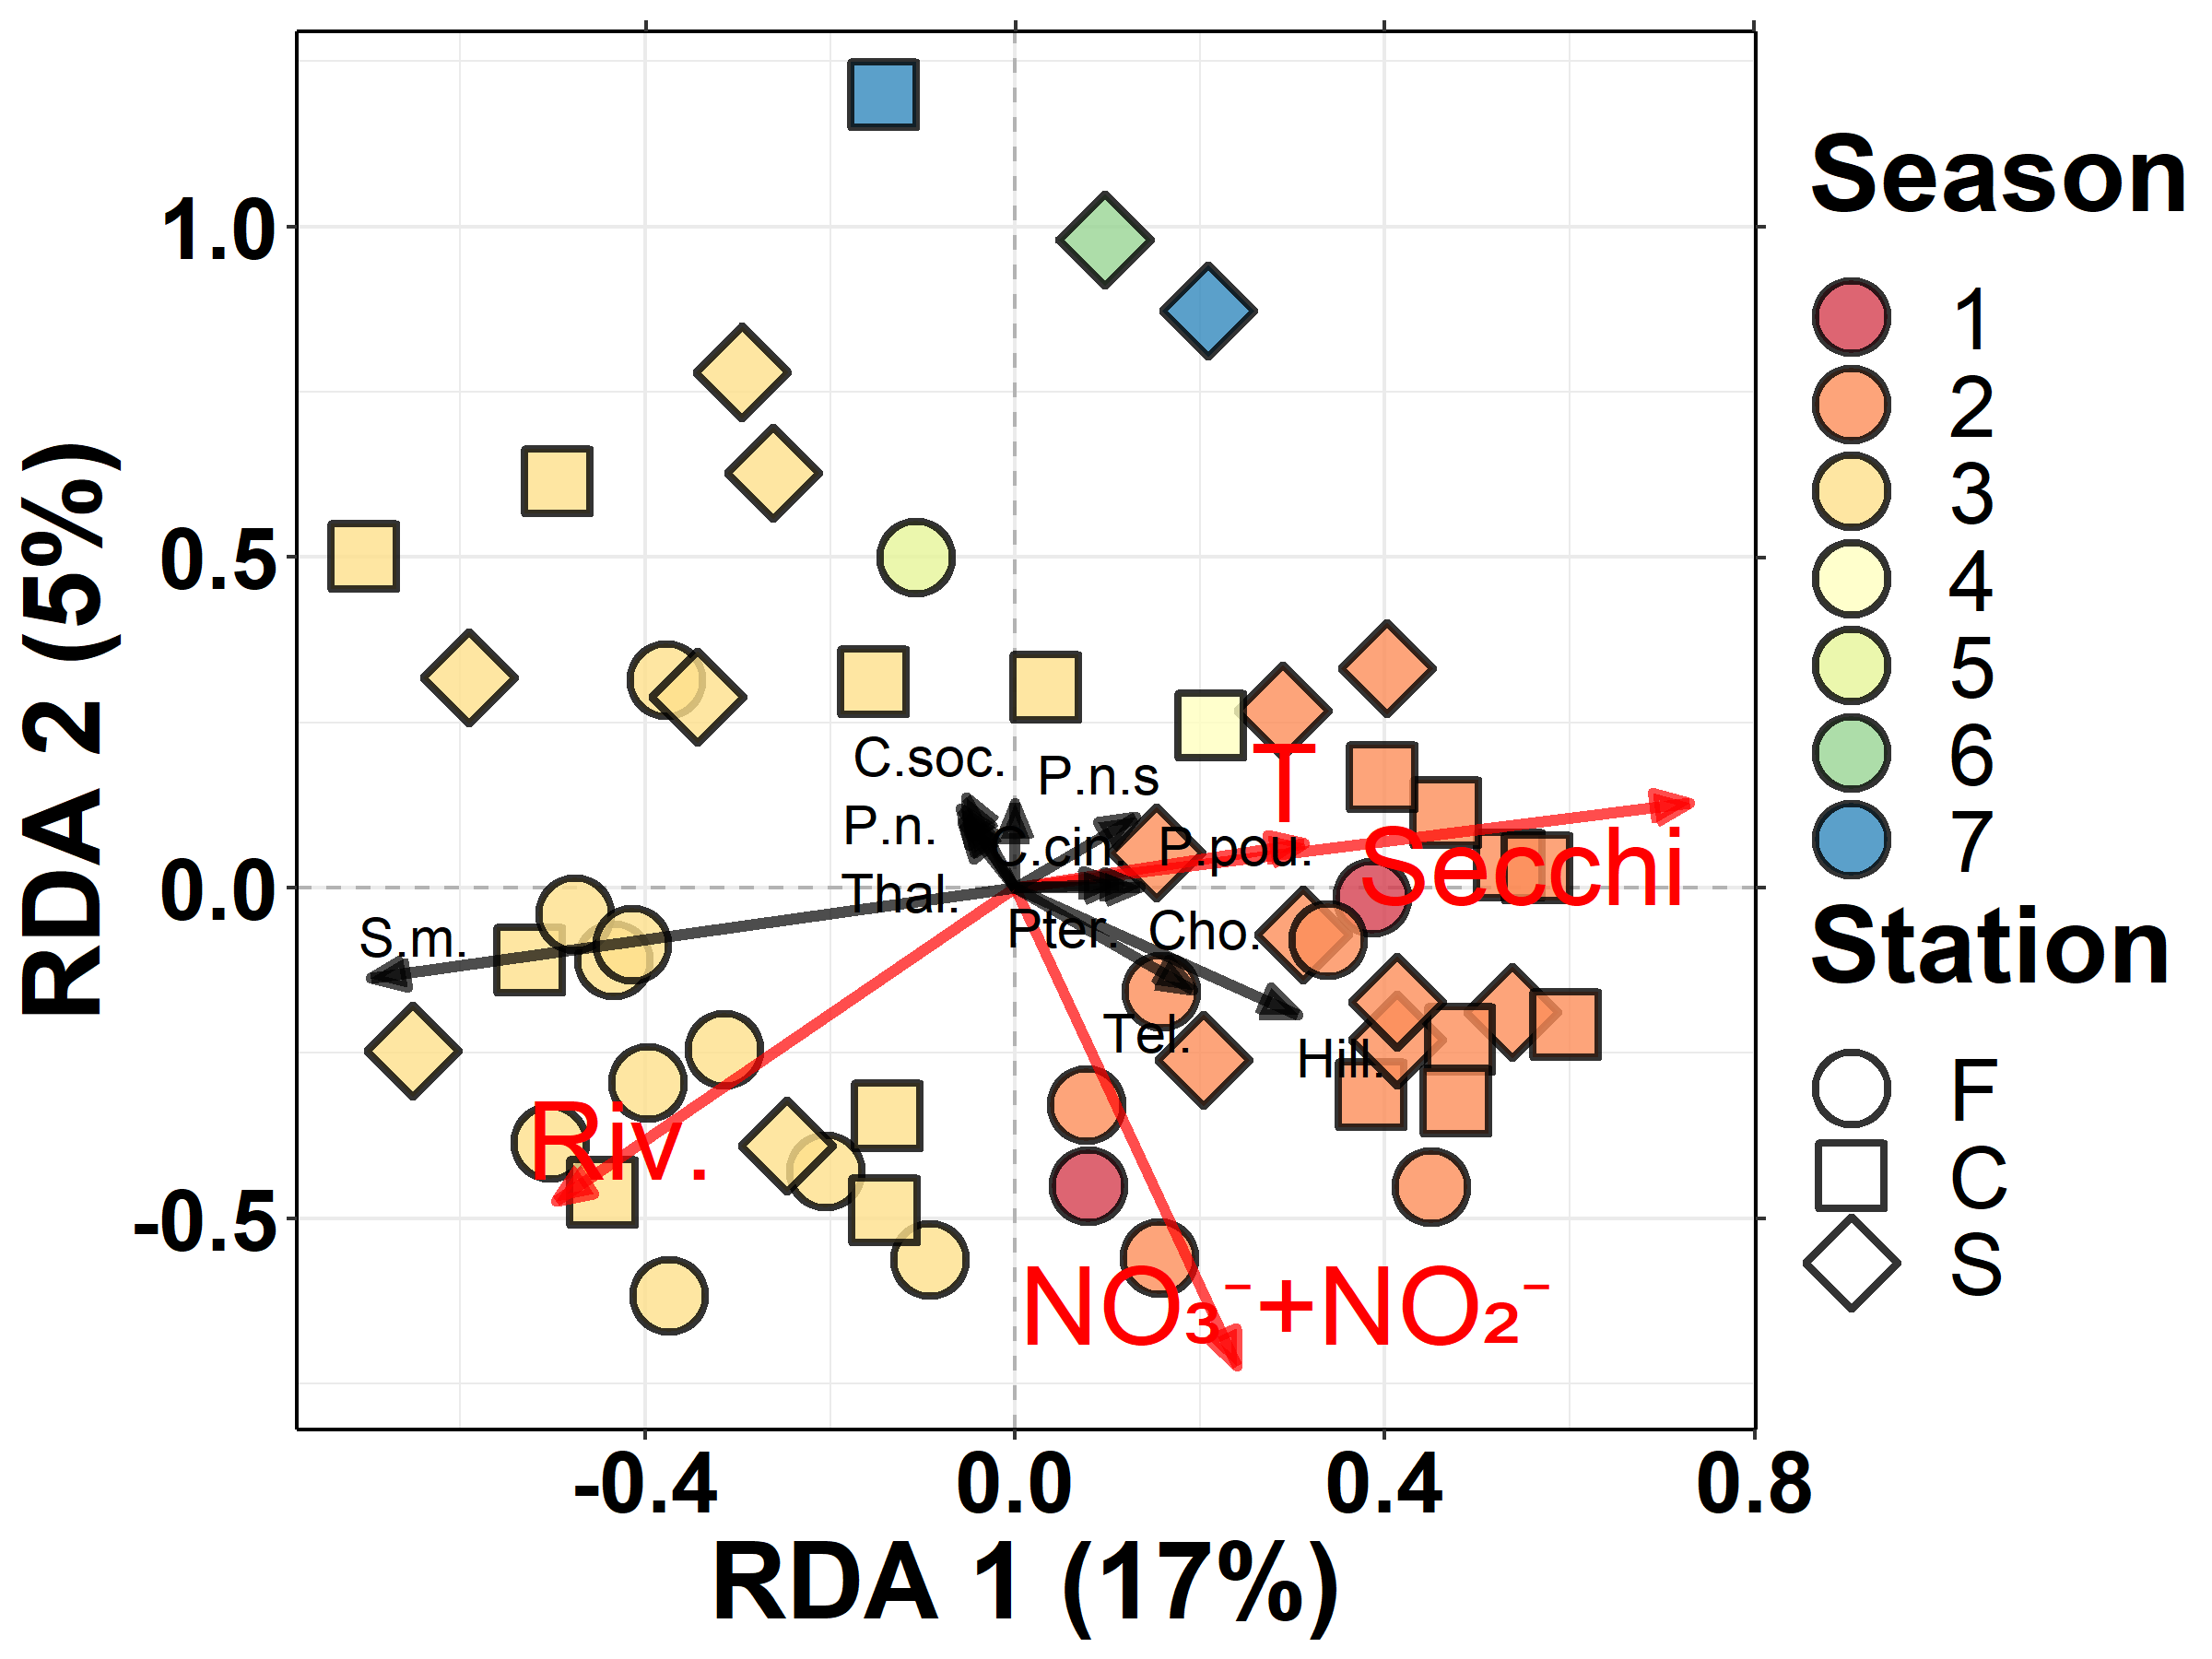 Season
1
2
3
4
5
6
7
Station
F
C
S
RDA 2 (5%)
1.0
0.5
0.0
-0.5
C.soc.
P.n.s
T
P.n.
C.cin.
P.pou.
Secchi
Thal.
S.m.
Pter.
Cho.
Tel.
Hill.
Riv.
NO₃⁻+NO₂⁻
-0.4
0.0
0.4
0.8
RDA 1 (17%)